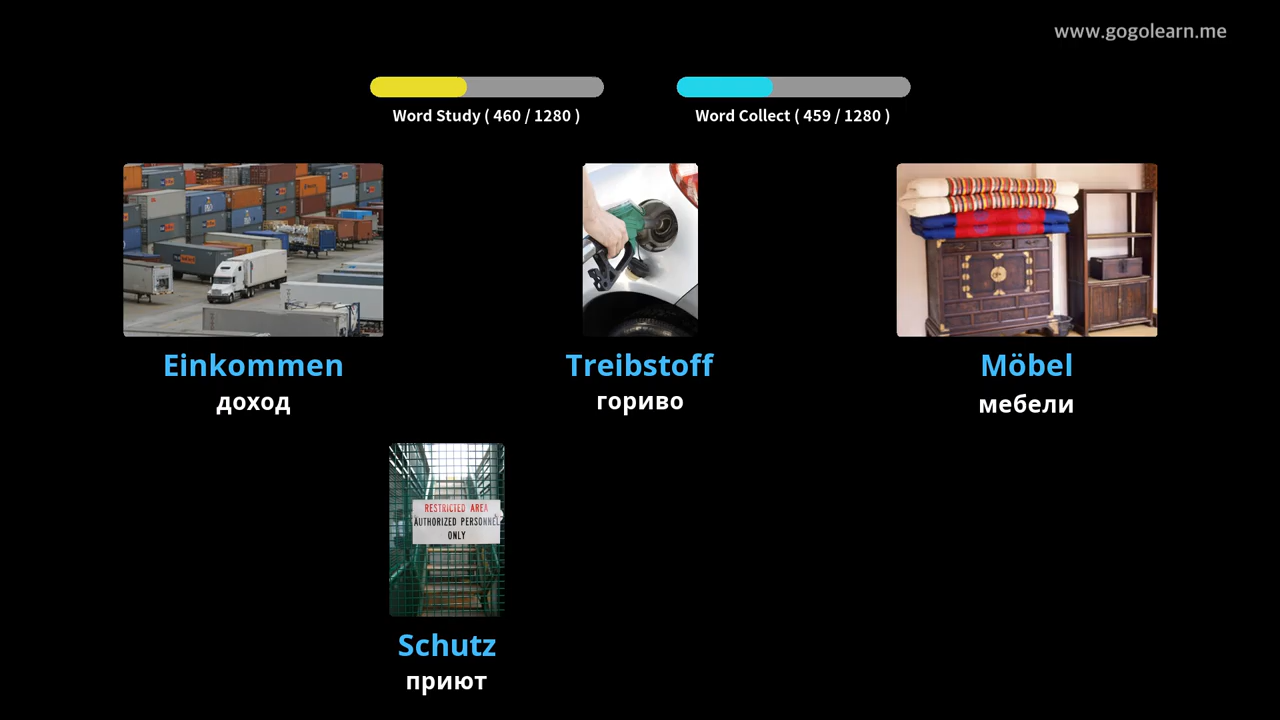 www.gogolearn.me
Word Study ( 460 / 1280 )
Word Collect ( 459 / 1280 )
Einkommen
доход
Treibstoff
гориво
Möbel
мебели
RESTRICTED AREA
AUTHORIZED PERSONNEL
ONLY
Schutz
приют